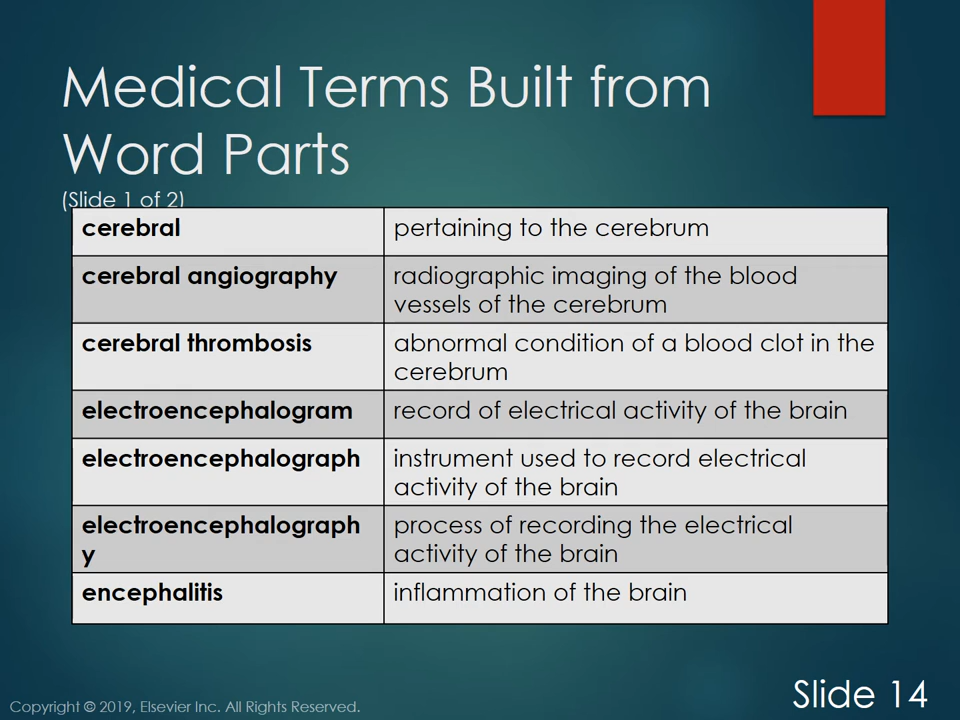 Medical Terms Built from
Word Parts
(Slide 1 of 2)
cerebral
pertaining to the cerebrum
cerebral angiography
radiographic imaging of the blood
vessels of the cerebrum
cerebral thrombosis
abnormal condition of a blood clot in the
cerebrum
electroencephalogram
record of electrical activity of the brain
electroencephalograph
instrument used to record electrical
activity of the brain
electroencephalograph
y
process of recording the electrical
activity of the brain
encephalitis
inflammation of the brain
Slide 14
Copyright © 2019, Elsevier Inc. All Rights Reserved.